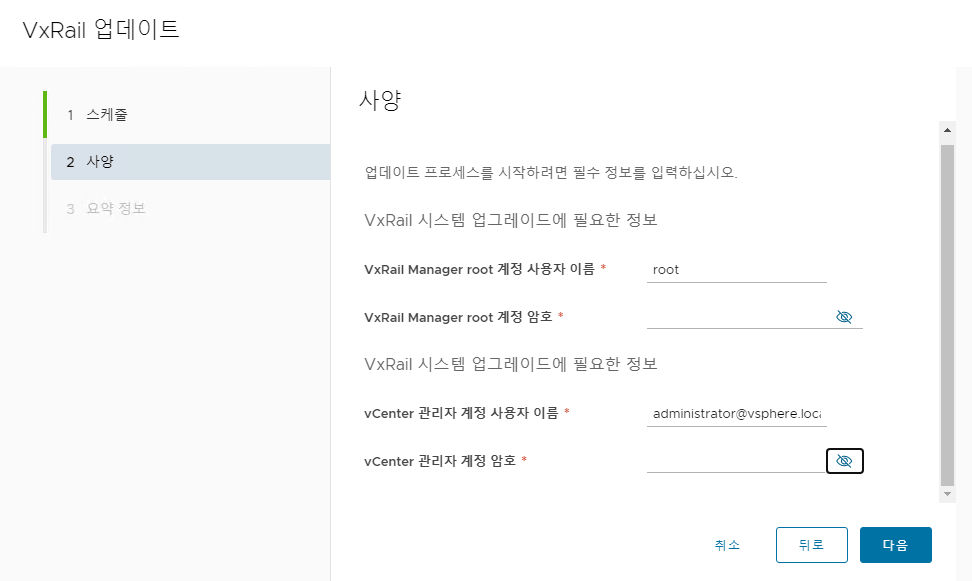 VxRail 업데이트
1 스케줄
2 사양
3 요약 정보
사양
업데이트 프로세스를 시작하려면 필수 정보를 입력하십시오.
VxRail 시스템 업그레이드에 필요한 정보
VxRail Manager root 계정 사용자 이름 * root
VxRail Manager root 계정 암호 *
VxRail 시스템 업그레이드에 필요한 정보
vCenter 관리자 계정 사용자 이름 * administrator@vsphere.loca
vCenter 관리자 계정 암호 *
취소 뒤로 다음